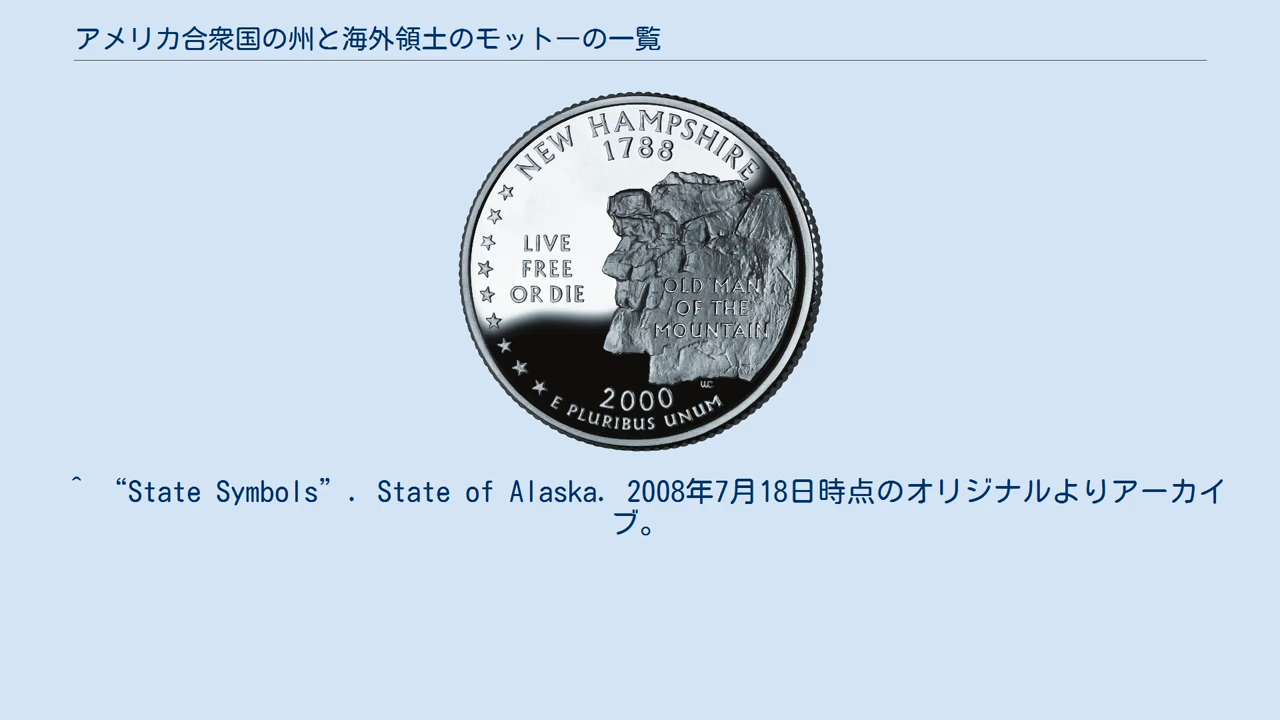 アメリカ合衆国の州と海外領土のモットーの一覧
NEW HAMPSHIRE
1788
LIVE
FREE
OR DIE
OLD MAN
OF THE
MOUNTAIN
2000
E PLURIBUS UNUM
^ “State Symbols”. State of Alaska. 2008年7月18日時点のオリジナルよりアーカイ
ブ。